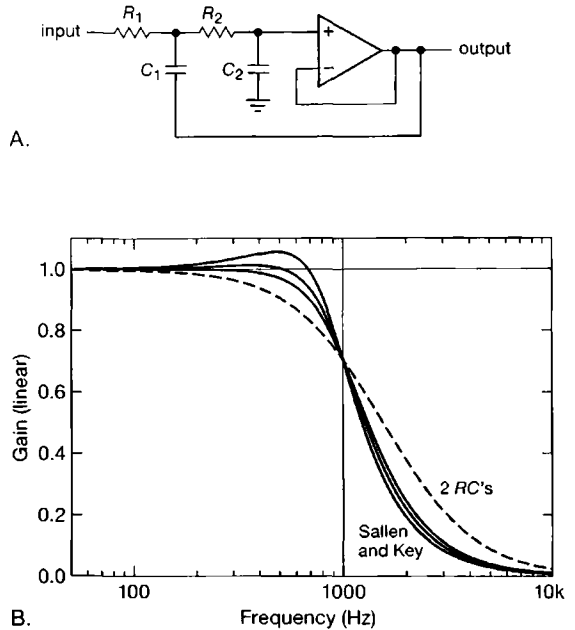 R1 R2
input
+
−
output
C1 C2
A.
1.0
0.8
0.6
0.4
0.2
0.0
Gain (linear)
2 RC's
Sallen
and Key
100 1000 10k
Frequency (Hz)
B.